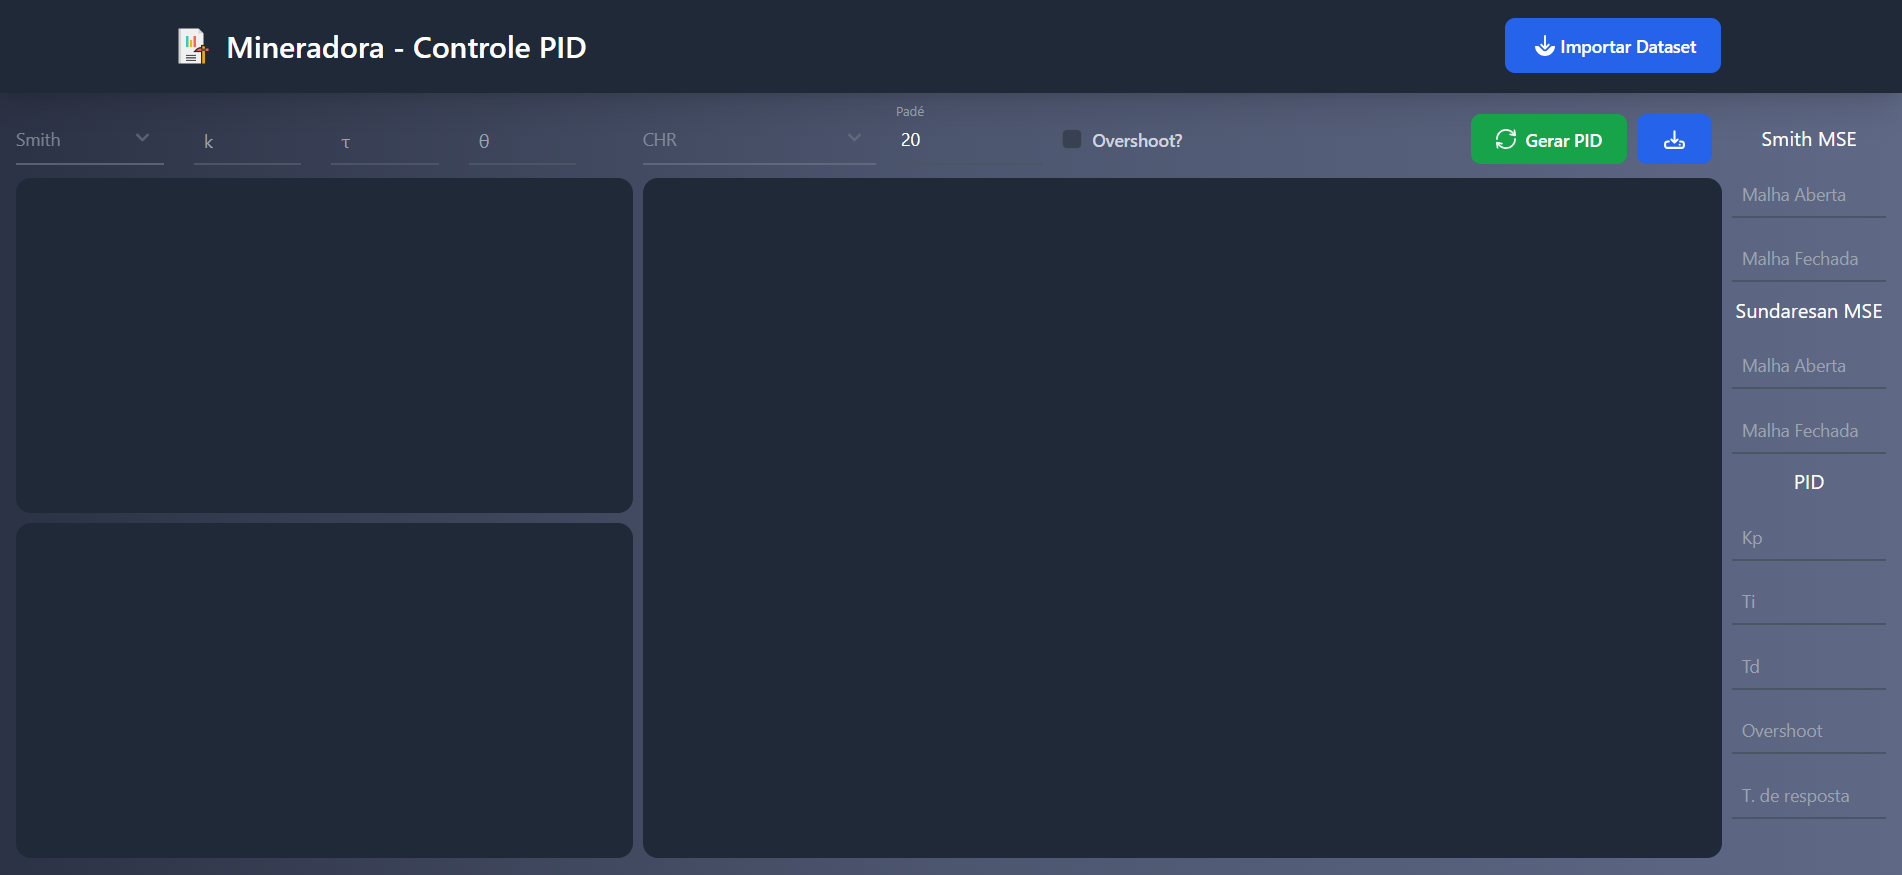 Mineradora - Controle PID
Importar Dataset
Smith
k
τ
θ
CHR
Padé
20
Overshoot?
Gerar PID
Smith MSE
Malha Aberta
Malha Fechada
Sundaresan MSE
Malha Aberta
Malha Fechada
PID
Kp
Ti
Td
Overshoot
T. de resposta